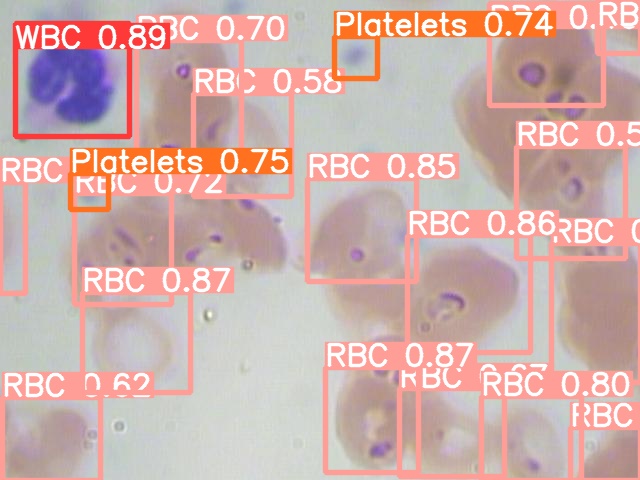 WBC 0.89
RBC 0.70
Platelets 0.74
RBC 0.58
RBC
Platelets 0.75
RBC 0.72
RBC 0.85
RBC 0.86
RBC 0.87
RBC 0.87
RBC 0.62
RBC 0.80
RBC